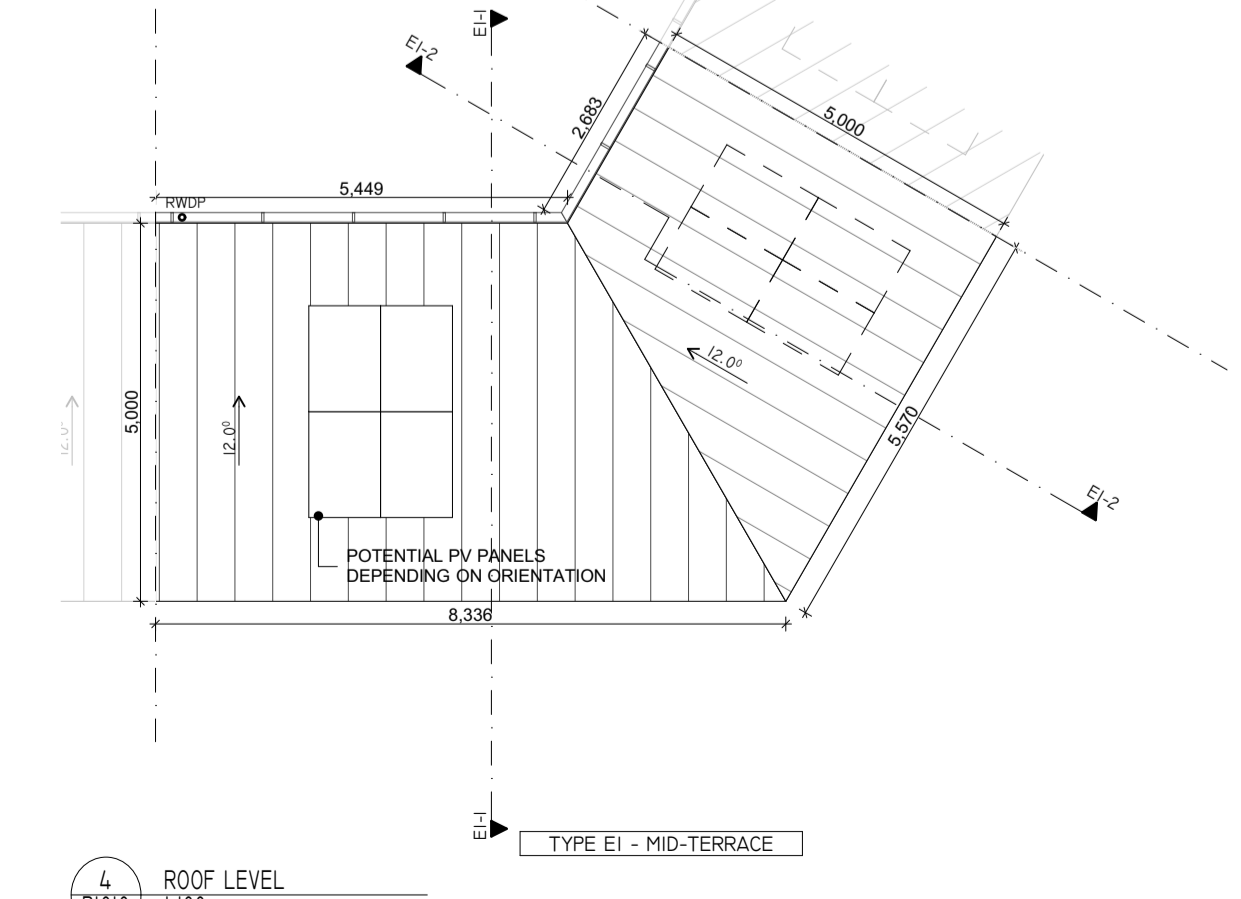 E1-1
E1-2
2,683
5,000
5,449
RWDP
5,000
12.0°
12.0°
12.0°
5,570
E1-2
POTENTIAL PV PANELS
DEPENDING ON ORIENTATION
8,336
E1-1
TYPE E1 - MID-TERRACE
4
ROOF LEVEL